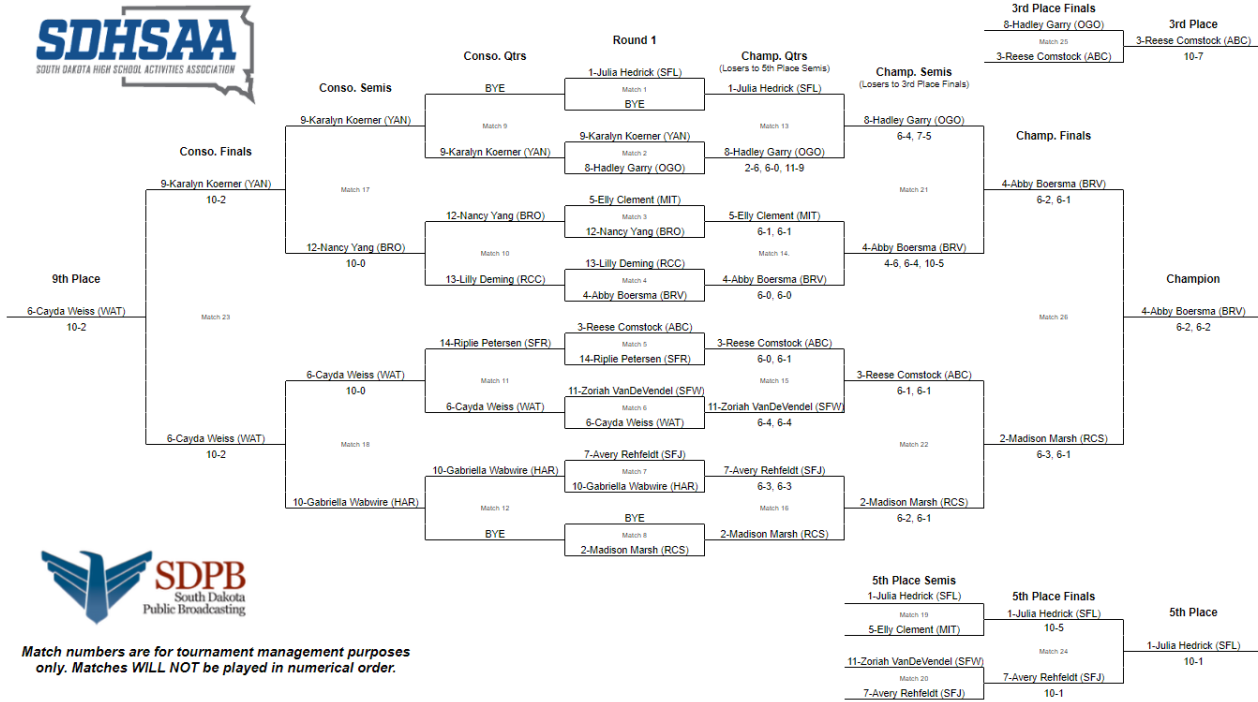 SDHSAA
SOUTH DAKOTA HIGH SCHOOL ACTIVITIES ASSOCIATION
9th Place
6-Cayda Weiss (WAT)
10-2
Conso. Finals
9-Karalyn Koerner (YAN)
10-2
Match 23
6-Cayda Weiss (WAT)
10-2
Conso. Semis
9-Karalyn Koerner (YAN)
Match 17
12-Nancy Yang (BRO)
10-0
6-Cayda Weiss (WAT)
10-0
Match 18
10-Gabriella Wabwire (HAR)
Conso. Qtrs
BYE
Match 9
9-Karalyn Koerner (YAN)
12-Nancy Yang (BRO)
Match 10
13-Lilly Deming (RCC)
14-Riplie Petersen (SFR)
Match 11
6-Cayda Weiss (WAT)
10-Gabriella Wabwire (HAR)
Match 12
BYE
Round 1
1-Julia Hedrick (SFL)
Match 1
BYE
9-Karalyn Koerner (YAN)
Match 2
8-Hadley Garry (OGO)
5-Elly Clement (MIT)
Match 3
12-Nancy Yang (BRO)
13-Lilly Deming (RCC)
Match 4
4-Abby Boersma (BRV)
3-Reese Comstock (ABC)
Match 5
14-Riplie Petersen (SFR)
11-Zoriah VanDeVendel (SFW)
Match 6
6-Cayda Weiss (WAT)
7-Avery Rehfeldt (SFJ)
Match 7
10-Gabriella Wabwire (HAR)
BYE
Match 8
2-Madison Marsh (RCS)
Champ. Qtrs
(Losers to 5th Place Semis)
1-Julia Hedrick (SFL)
Match 13
8-Hadley Garry (OGO)
2-6, 6-0, 11-9
5-Elly Clement (MIT)
6-1, 6-1
Match 14.
4-Abby Boersma (BRV)
6-0, 6-0
3-Reese Comstock (ABC)
6-0, 6-1
Match 15
11-Zoriah VanDeVendel (SFW)
6-4, 6-4
7-Avery Rehfeldt (SFJ)
6-3, 6-3
Match 16
2-Madison Marsh (RCS)
Champ. Semis
(Losers to 3rd Place Finals)
8-Hadley Garry (OGO)
6-4, 7-5
Match 21
4-Abby Boersma (BRV)
4-6, 6-4, 10-5
3-Reese Comstock (ABC)
6-1, 6-1
Match 22
2-Madison Marsh (RCS)
6-2, 6-1
Champ. Finals
4-Abby Boersma (BRV)
6-2, 6-1
Match 26
2-Madison Marsh (RCS)
6-3, 6-1
Champion
4-Abby Boersma (BRV)
6-2, 6-2
3rd Place Finals
8-Hadley Garry (OGO)
Match 25
3-Reese Comstock (ABC)
3rd Place
3-Reese Comstock (ABC)
10-7
5th Place Semis
1-Julia Hedrick (SFL)
Match 19
5-Elly Clement (MIT)
11-Zoriah VanDeVendel (SFW)
Match 20
7-Avery Rehfeldt (SFJ)
5th Place Finals
1-Julia Hedrick (SFL)
10-5
Match 24
7-Avery Rehfeldt (SFJ)
10-1
5th Place
1-Julia Hedrick (SFL)
10-1
SDPB
South Dakota
Public Broadcasting
Match numbers are for tournament management purposes
only. Matches WILL NOT be played in numerical order.